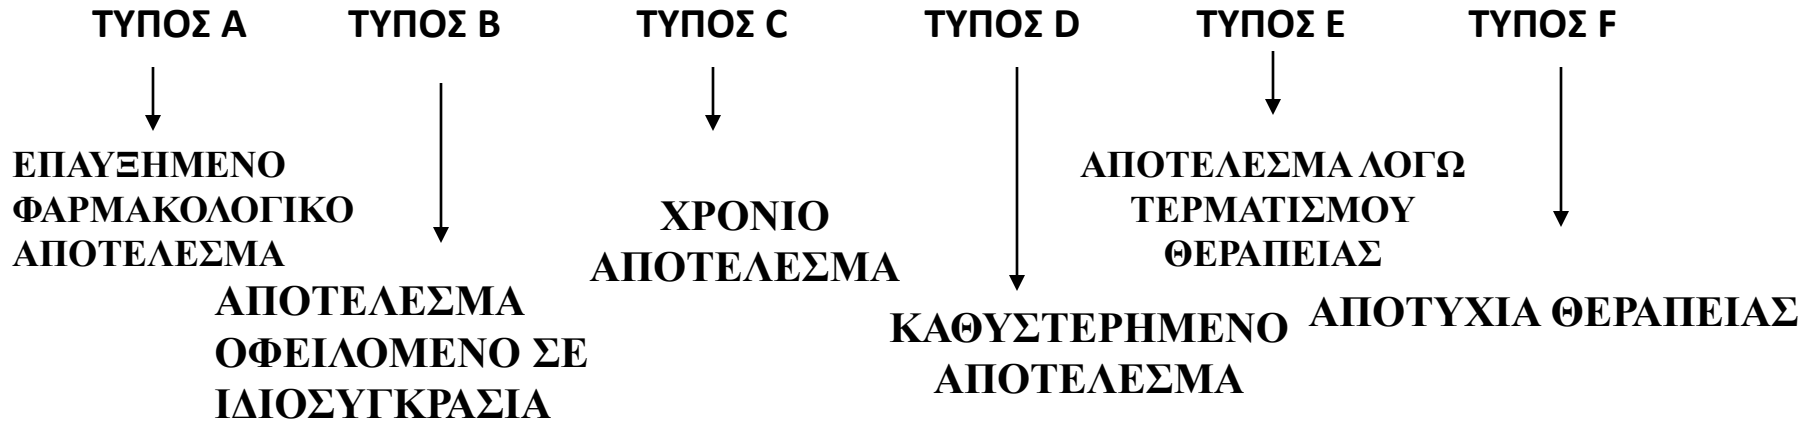 ΤΥΠΟΣ A
ΤΥΠΟΣ B
ΤΥΠΟΣ C
ΤΥΠΟΣ D
ΤΥΠΟΣ E
ΤΥΠΟΣ F
ΕΠΑΥΞΗΜΕΝΟ
ΦΑΡΜΑΚΟΛΟΓΙΚΟ
ΑΠΟΤΕΛΕΣΜΑ
ΑΠΟΤΕΛΕΣΜΑ
ΟΦΕΙΛΟΜΕΝΟ ΣΕ
ΙΔΙΟΣΥΓΚΡΑΣΙΑ
ΧΡΟΝΙΟ
ΑΠΟΤΕΛΕΣΜΑ
ΚΑΘΥΣΤΕΡΗΜΕΝΟ
ΑΠΟΤΕΛΕΣΜΑ
ΑΠΟΤΕΛΕΣΜΑ ΛΟΓΩ
ΤΕΡΜΑΤΙΣΜΟΥ
ΘΕΡΑΠΕΙΑΣ
ΑΠΟΤΥΧΙΑ ΘΕΡΑΠΕΙΑΣ